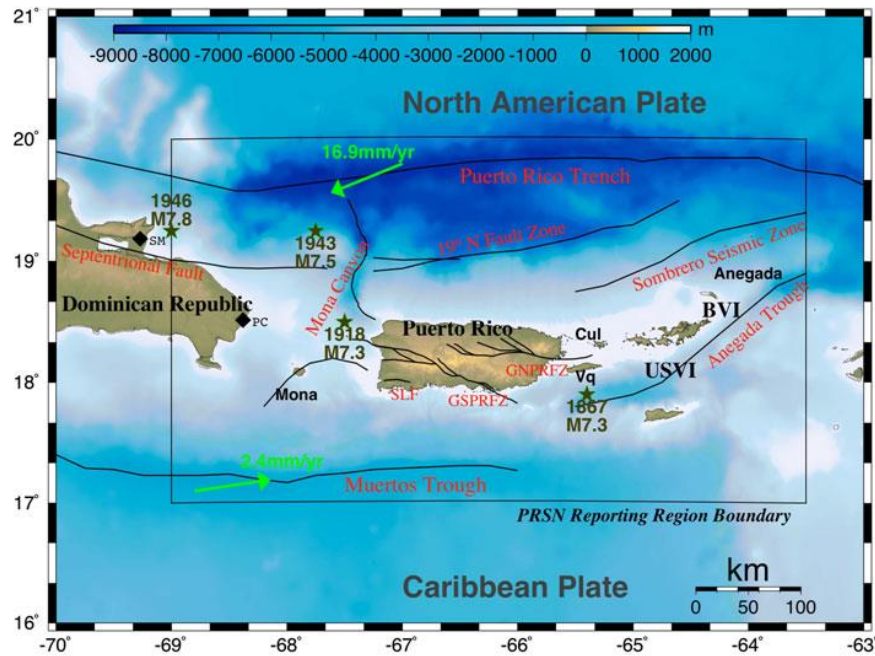 21°
20°
19°
18°
17°
16°
-9000 -8000 -7000 -6000 -5000 -4000 -3000 -2000 -1000 0 1000 2000
m
North American Plate
16.9mm/yr
Puerto Rico Trench
1946
M7.8
SM
1943
M7.5
19° N Fault Zone
Septentrional Fault
Mona Canyon
Sombrero Seismic Zone
Anegada
Dominican Republic
PC
1918
M7.3
Puerto Rico
Cul
BVI
Anegada Trough
Mona
SLF
GSPRFZ
GNPRFZ
Vq
USVI
1867
M7.3
2.4mm/yr
Muertos Trough
PRSN Reporting Region Boundary
Caribbean Plate
km
0 50 100
-70° -69° -68° -67° -66° -65° -64° -63°